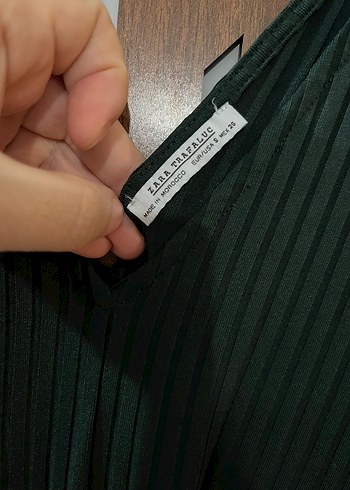 ZARA TRAFALUC
MADE IN MOROCCO EUR/USA S MEX 26